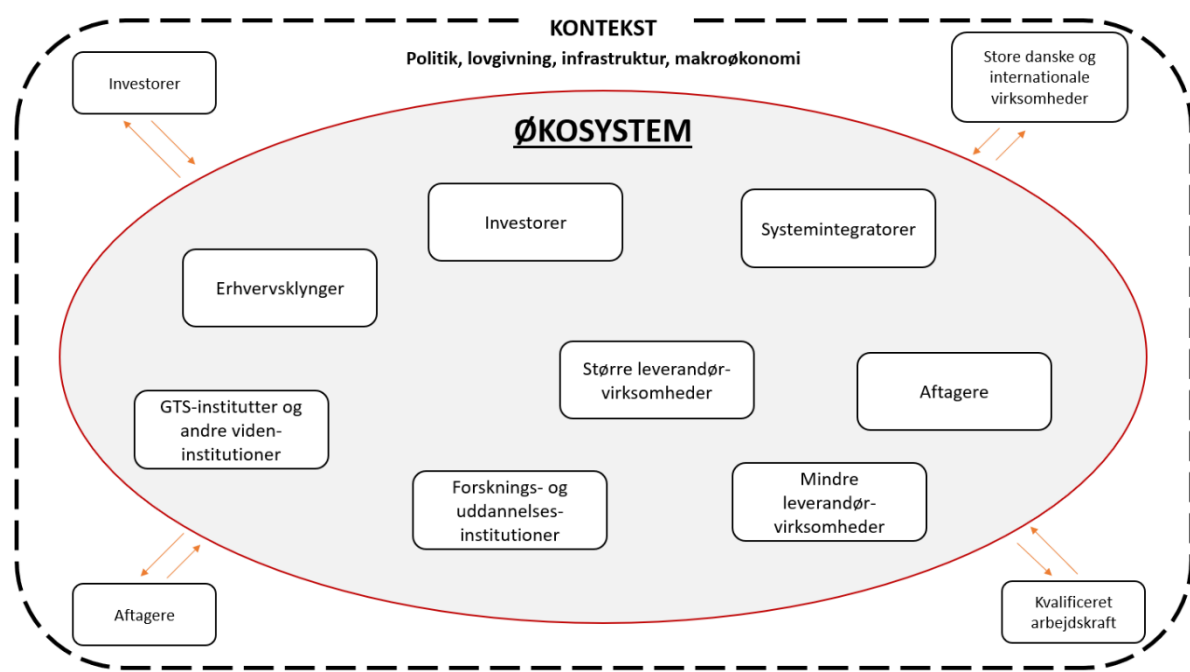 KONTEKST
Politik, lovgivning, infrastruktur, makroøkonomi
Investorer
Store danske og
internationale
virksomheder
ØKOSYSTEM
Investorer
Systemintegratorer
Erhvervsklynger
Større leverandør-
virksomheder
Aftagere
GTS-institutter og
andre viden-
institutioner
Forsknings- og
uddannelses-
institutioner
Mindre
leverandør-
virksomheder
Aftagere
Kvalificeret
arbejdskraft